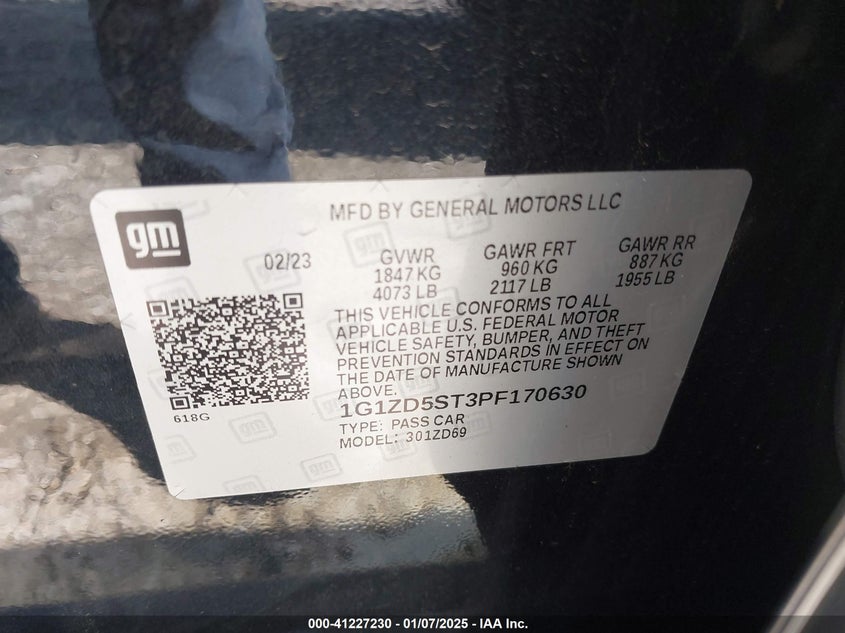 MFD BY GENERAL MOTORS LLC
gm
02/23 GVWR GAWR FRT GAWR RR
1847 KG 960 KG 887 KG
4073 LB 2117 LB 1955 LB
THIS VEHICLE CONFORMS TO ALL
APPLICABLE U.S. FEDERAL MOTOR
VEHICLE SAFETY, BUMPER, AND THEFT
PREVENTION STANDARDS IN EFFECT ON
THE DATE OF MANUFACTURE SHOWN
ABOVE.
618G
1G1ZD5ST3PF170630
TYPE: PASS CAR
MODEL: 301ZD69
000-41227230 - 01/07/2025 - IAA Inc.